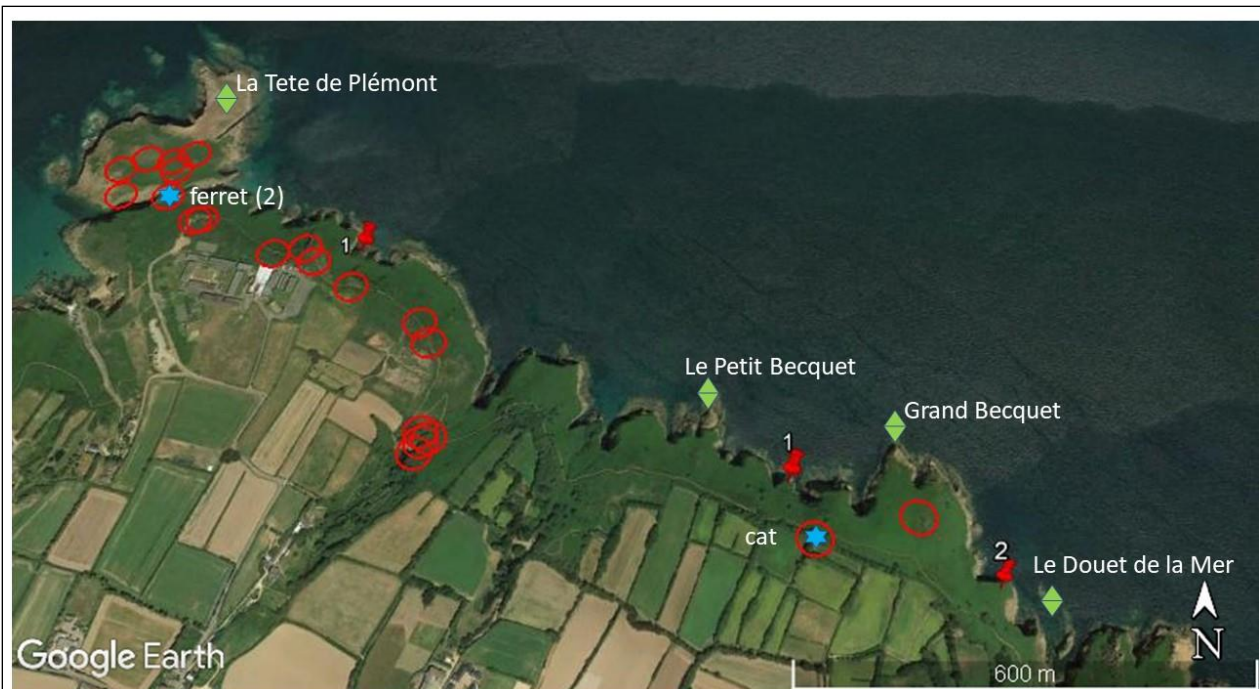 La Tete de Plémont
ferret (2)
1
Le Petit Becquet
Grand Becquet
1
cat
2
Le Douet de la Mer
N
Google Earth
600 m